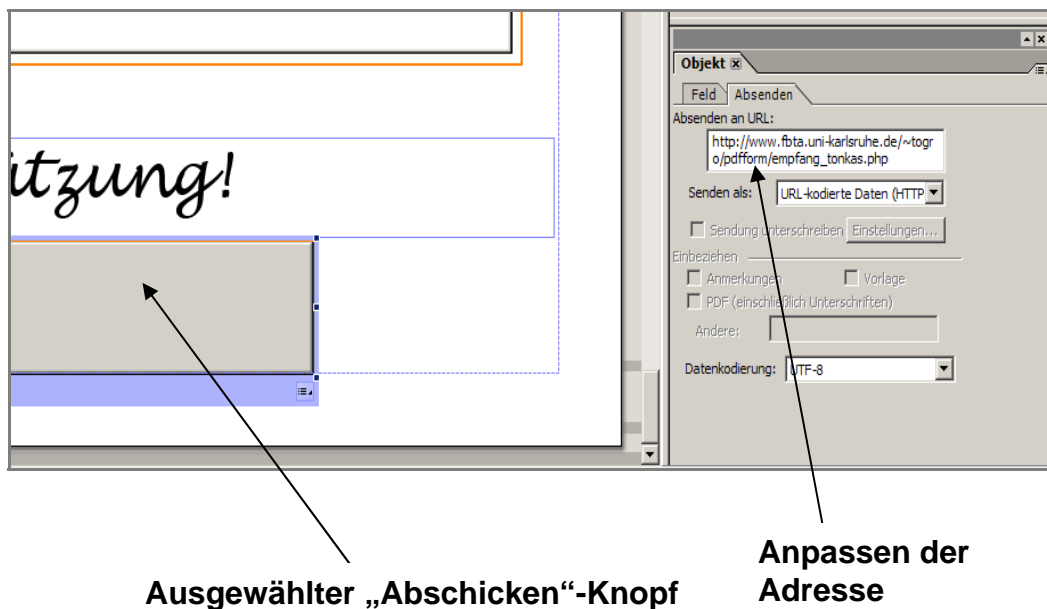 itzung!
Objekt
Feld Absenden
Absenden an URL:
http://www.fbta.uni-karlsruhe.de/~togr
o/pdfform/empfang_tonkas.php
Senden als: URL-kodierte Daten (HTTP
Sendung unterschreiben Einstellungen...
Einbeziehen
Anmerkungen Vorlage
PDF (einschließlich Unterschriften)
Andere:
Datenkodierung: UTF-8
Ausgewählter „Abschicken“-Knopf
Anpassen der
Adresse